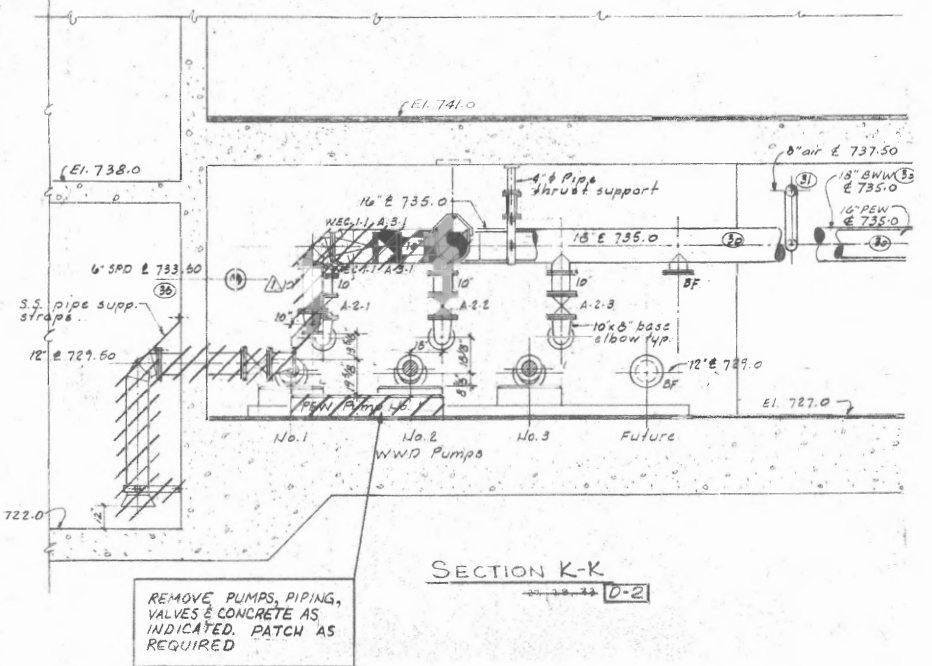 El. 741.0
El. 738.0
8" air ℄ 737.50
31
18" BWW 33
℄ 735.0
16" PEW
℄ 735.0
30
4" φ Pipe
thrust support
16" ℄ 735.0
WEC-1-1, A-3-1
18" ℄ 735.0
6" SPD ℄ 733.50
36
10"
10"
10"
10"
BF.
S.S. pipe supp.
straps.
A-2-1
A-2-2
A-2-3
10"x8" base
elbow typ.
12" ℄ 729.50
12" ℄ 729.0
BF.
El. 727.0
No.1
No.2
No.3
Future
WWD Pumps
722.0
12"
SECTION K-K
D-2
REMOVE PUMPS, PIPING,
VALVES & CONCRETE AS
INDICATED. PATCH AS
REQUIRED